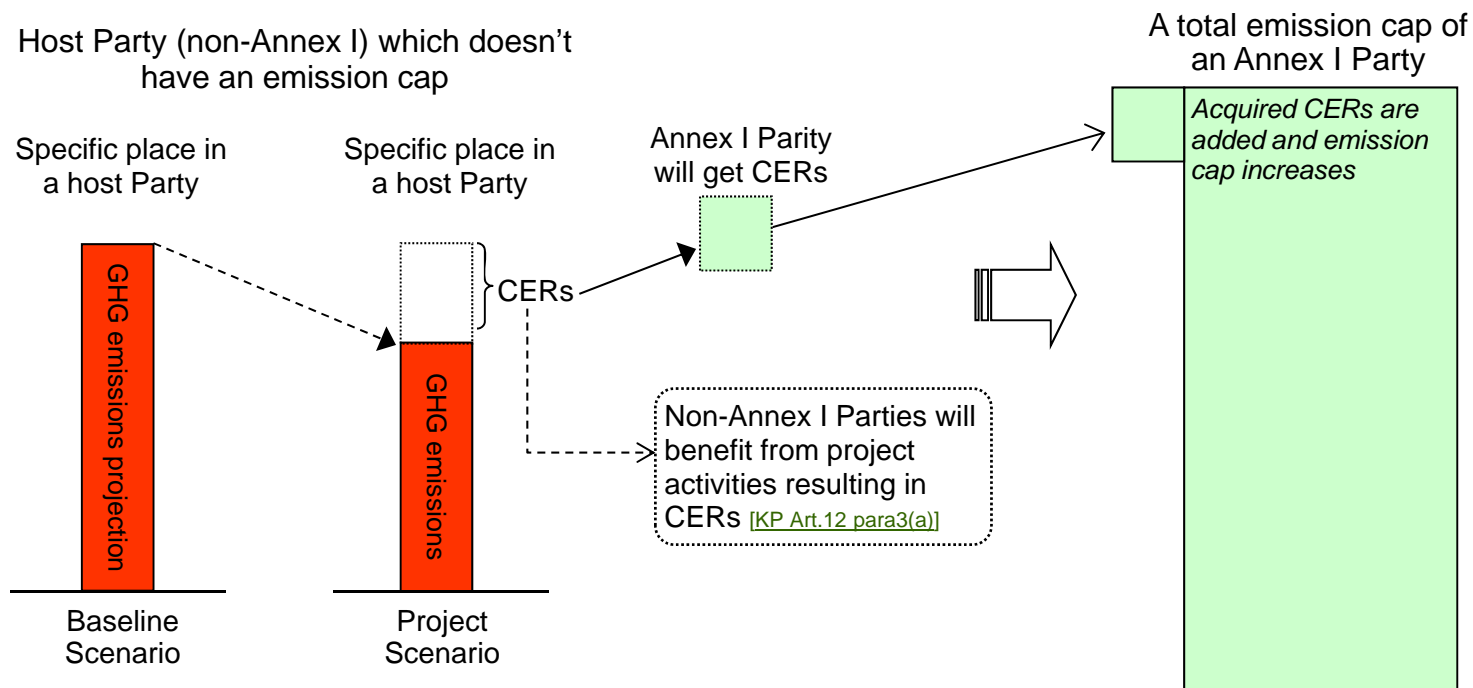 Host Party (non-Annex I) which doesn't
have an emission cap
A total emission cap of
an Annex I Party
Specific place in
a host Party
Specific place in
a host Party
Annex I Parity
will get CERs
Acquired CERs are
added and emission
cap increases
GHG emissions projection
GHG emissions
CERs
Non-Annex I Parties will
benefit from project
activities resulting in
CERs [KP Art.12 para3(a)]
Baseline
Scenario
Project
Scenario